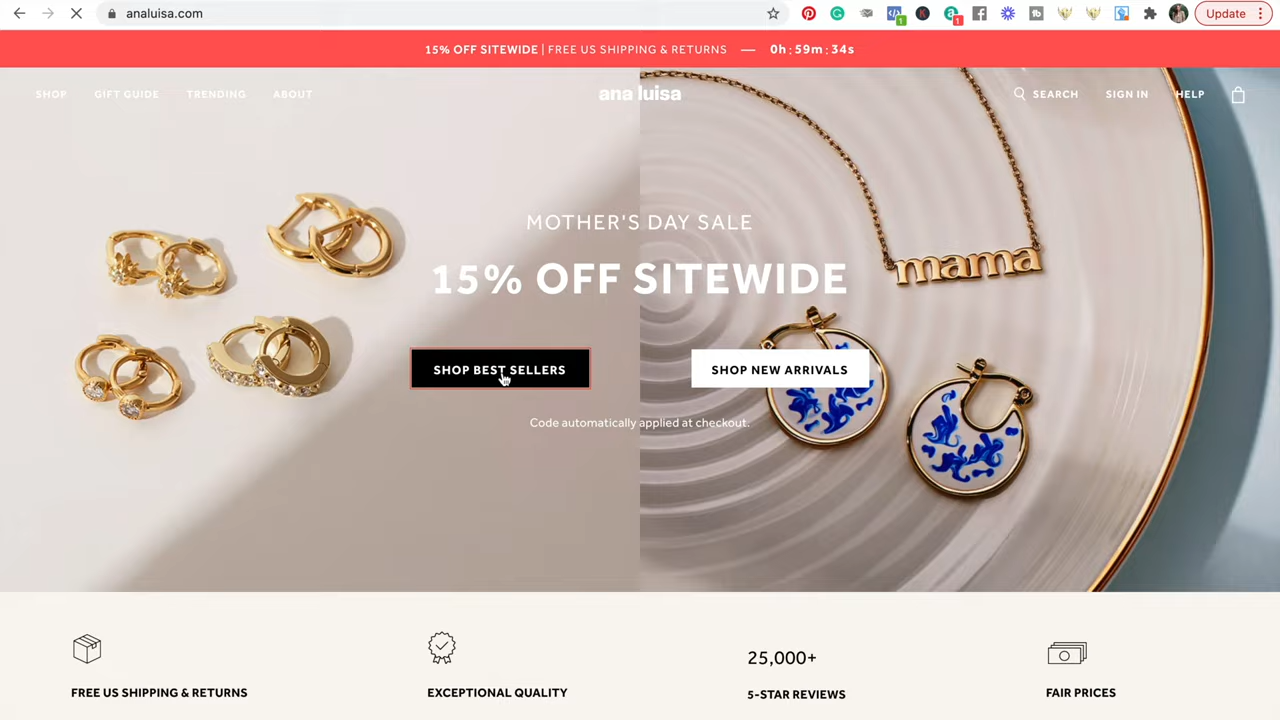 analuisa.com
Update
15% OFF SITEWIDE | FREE US SHIPPING & RETURNS — 0h : 59m : 34s
SHOP GIFT GUIDE TRENDING ABOUT
ana luisa
SEARCH SIGN IN HELP
mama
MOTHER'S DAY SALE
15% OFF SITEWIDE
SHOP BEST SELLERS
SHOP NEW ARRIVALS
Code automatically applied at checkout.
25,000+
FREE US SHIPPING & RETURNS
EXCEPTIONAL QUALITY
5-STAR REVIEWS
FAIR PRICES